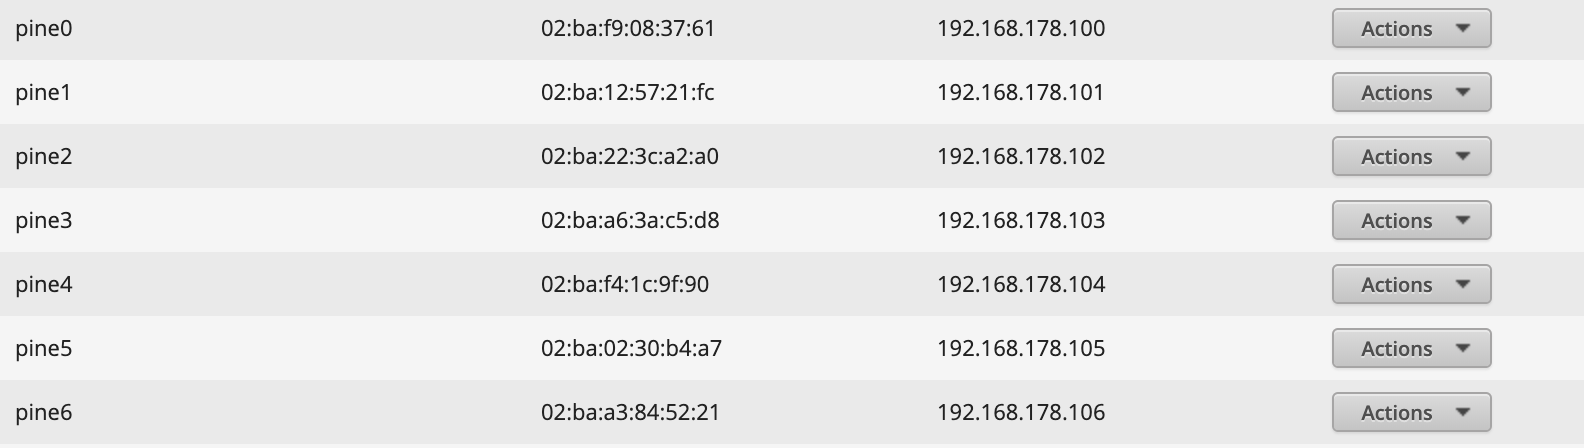 pine0 02:ba:f9:08:37:61 192.168.178.100 Actions
pine1 02:ba:12:57:21:fc 192.168.178.101 Actions
pine2 02:ba:22:3c:a2:a0 192.168.178.102 Actions
pine3 02:ba:a6:3a:c5:d8 192.168.178.103 Actions
pine4 02:ba:f4:1c:9f:90 192.168.178.104 Actions
pine5 02:ba:02:30:b4:a7 192.168.178.105 Actions
pine6 02:ba:a3:84:52:21 192.168.178.106 Actions